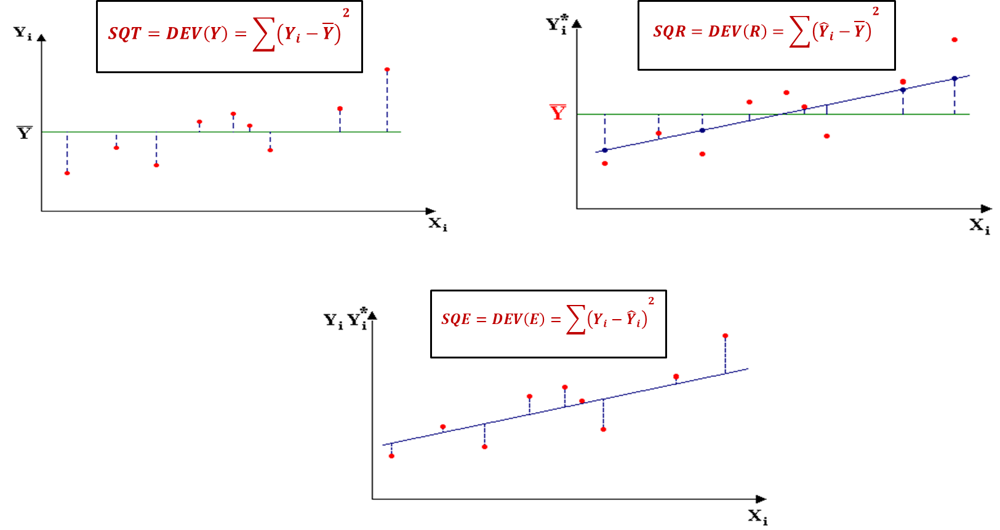 Yᵢ
SQT = DEV(Y) = ∑(Yᵢ − Y̅)²
Y̅
Xᵢ
Yᵢ*
SQR = DEV(R) = ∑(Ŷᵢ − Y̅)²
Y̅
Xᵢ
Yᵢ Yᵢ*
SQE = DEV(E) = ∑(Yᵢ − Ŷᵢ)²
Xᵢ